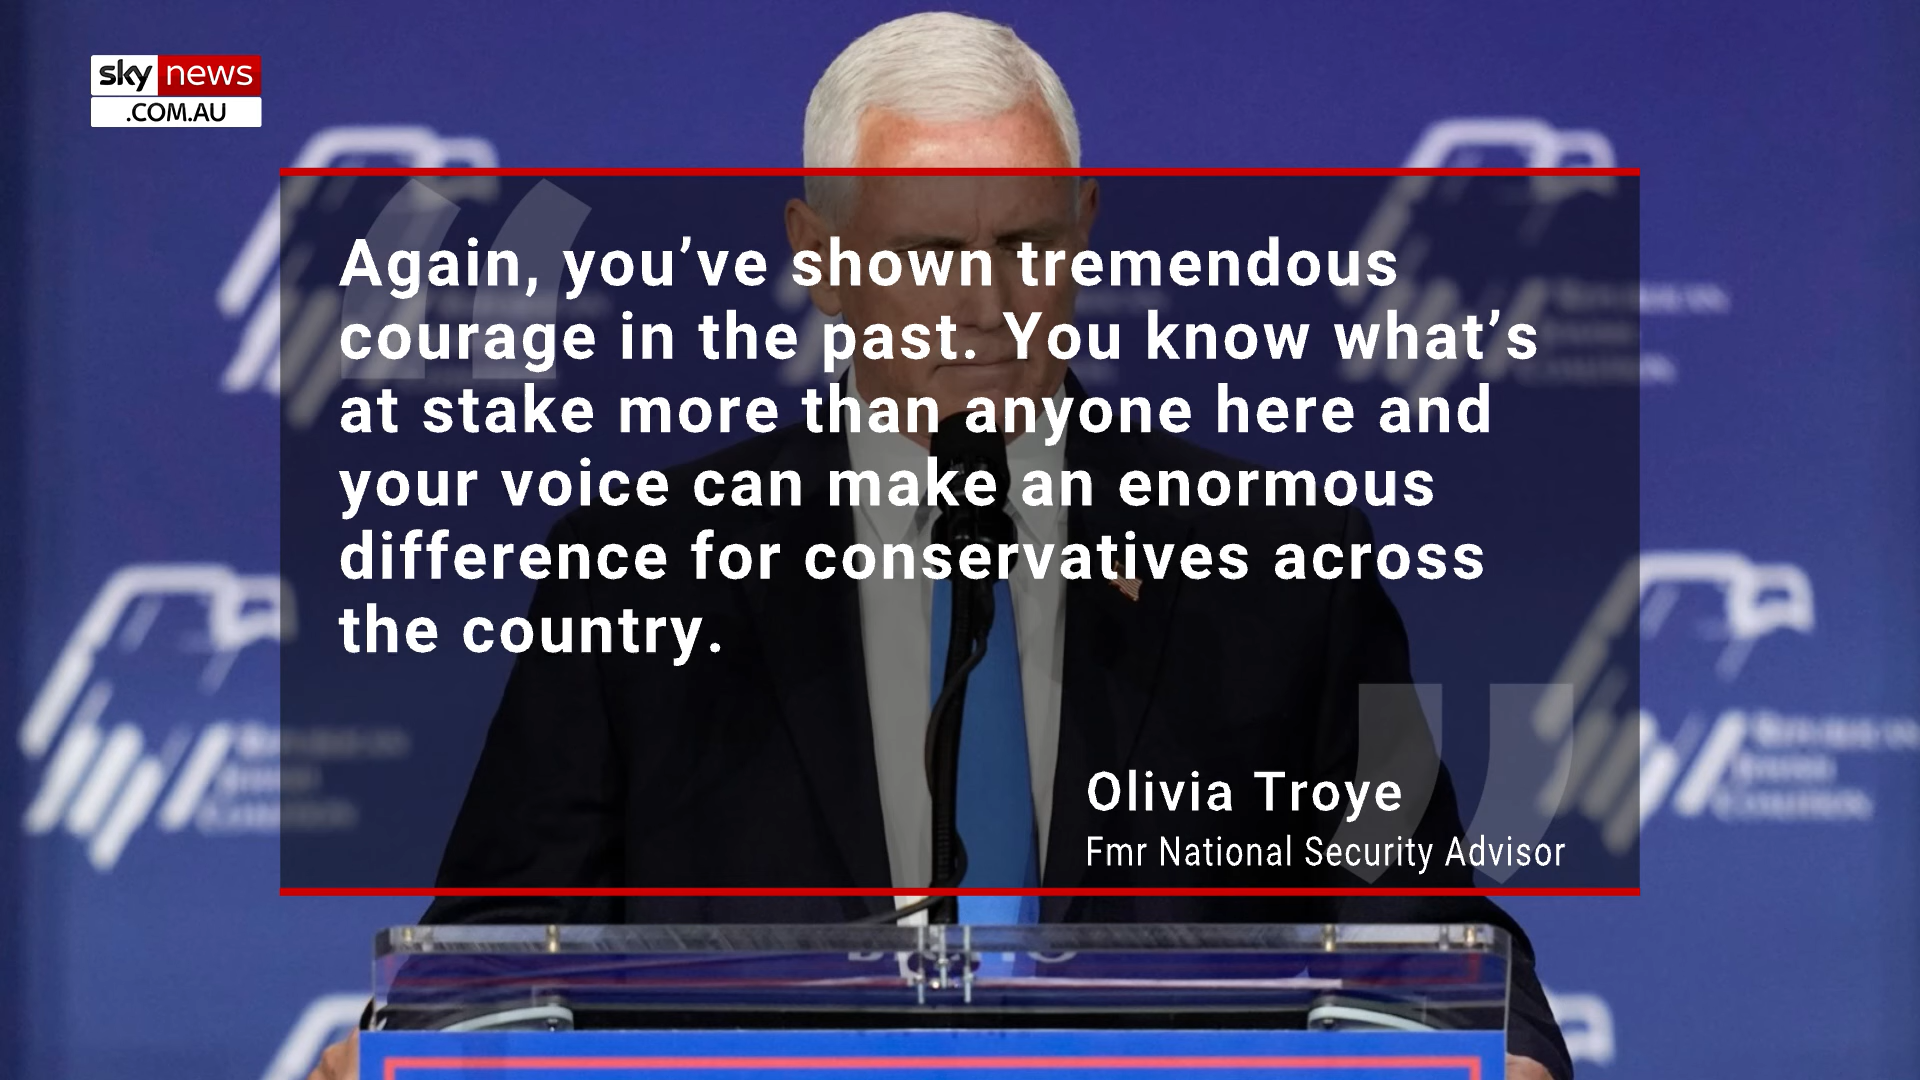 sky news
.COM.AU
Again, you’ve shown tremendous
courage in the past. You know what’s
at stake more than anyone here and
your voice can make an enormous
difference for conservatives across
the country.
Olivia Troye
Fmr National Security Advisor